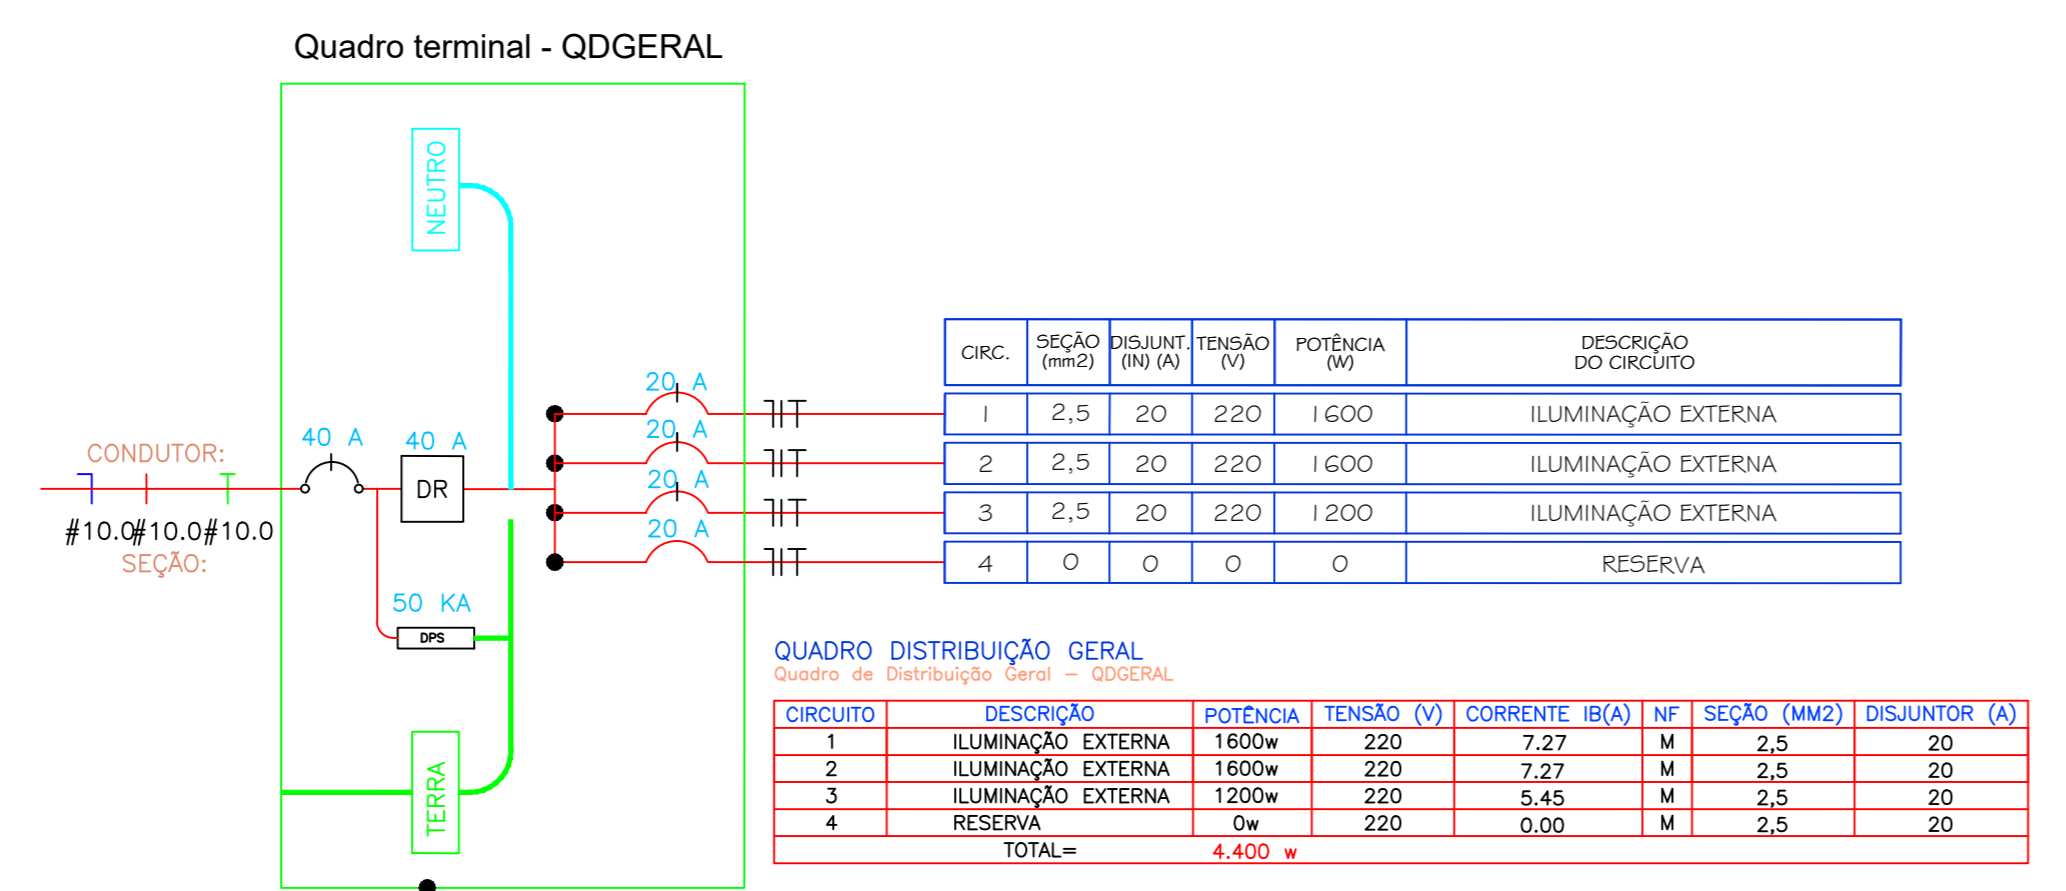 Quadro terminal - QDGERAL
NEUTRO
CONDUTOR:
#10.0#10.0#10.0
SEÇÃO:
40 A
40 A
DR
50 KA
DPS
TERRA
20 A
20 A
20 A
20 A
CIRC. SEÇÃO (mm2) DISJUNT. (IN) (A) TENSÃO (V) POTÊNCIA (W) DESCRIÇÃO DO CIRCUITO
1 2,5 20 220 1600 ILUMINAÇÃO EXTERNA
2 2,5 20 220 1600 ILUMINAÇÃO EXTERNA
3 2,5 20 220 1200 ILUMINAÇÃO EXTERNA
4 0 0 0 0 RESERVA
QUADRO DISTRIBUIÇÃO GERAL
Quadro de Distribuição Geral - QDGERAL
CIRCUITO DESCRIÇÃO POTÊNCIA TENSÃO (V) CORRENTE IB(A) NF SEÇÃO (MM2) DISJUNTOR (A)
1 ILUMINAÇÃO EXTERNA 1600w 220 7.27 M 2,5 20
2 ILUMINAÇÃO EXTERNA 1600w 220 7.27 M 2,5 20
3 ILUMINAÇÃO EXTERNA 1200w 220 5.45 M 2,5 20
4 RESERVA 0w 220 0.00 M 2,5 20
TOTAL= 4.400 w